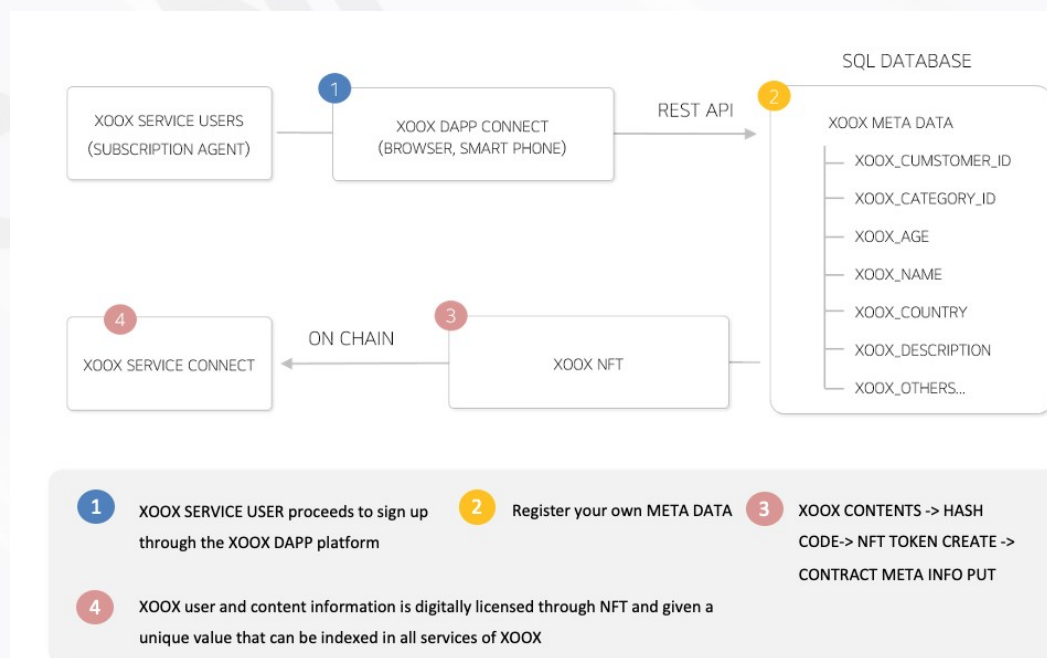 SQL DATABASE
1
2
XOOX SERVICE USERS
(SUBSCRIPTION AGENT)
XOOX DAPP CONNECT
(BROWSER, SMART PHONE)
REST API
XOOX META DATA
XOOX_CUMSTOMER_ID
XOOX_CATEGORY_ID
XOOX_AGE
XOOX_NAME
XOOX_COUNTRY
XOOX_DESCRIPTION
XOOX_OTHERS...
4
3
XOOX SERVICE CONNECT
ON CHAIN
XOOX NFT
1
XOOX SERVICE USER proceeds to sign up
through the XOOX DAPP platform
2
Register your own META DATA
3
XOOX CONTENTS -> HASH
CODE-> NFT TOKEN CREATE ->
CONTRACT META INFO PUT
4
XOOX user and content information is digitally licensed through NFT and given a
unique value that can be indexed in all services of XOOX